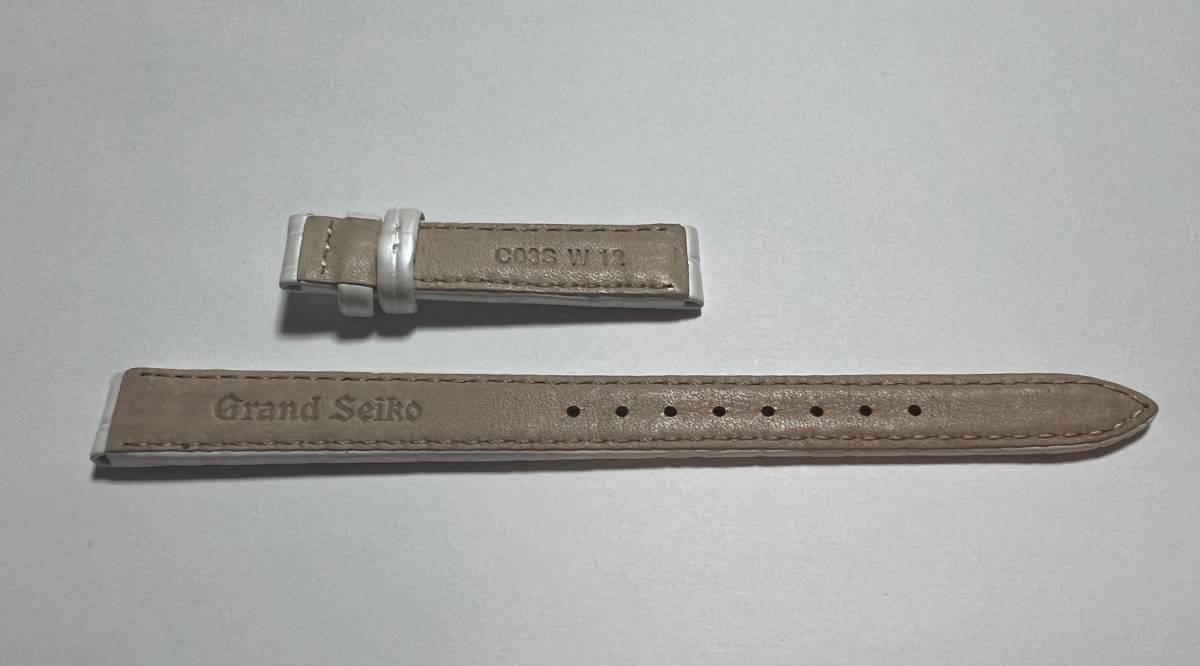 C03S W 12
Grand Seiko